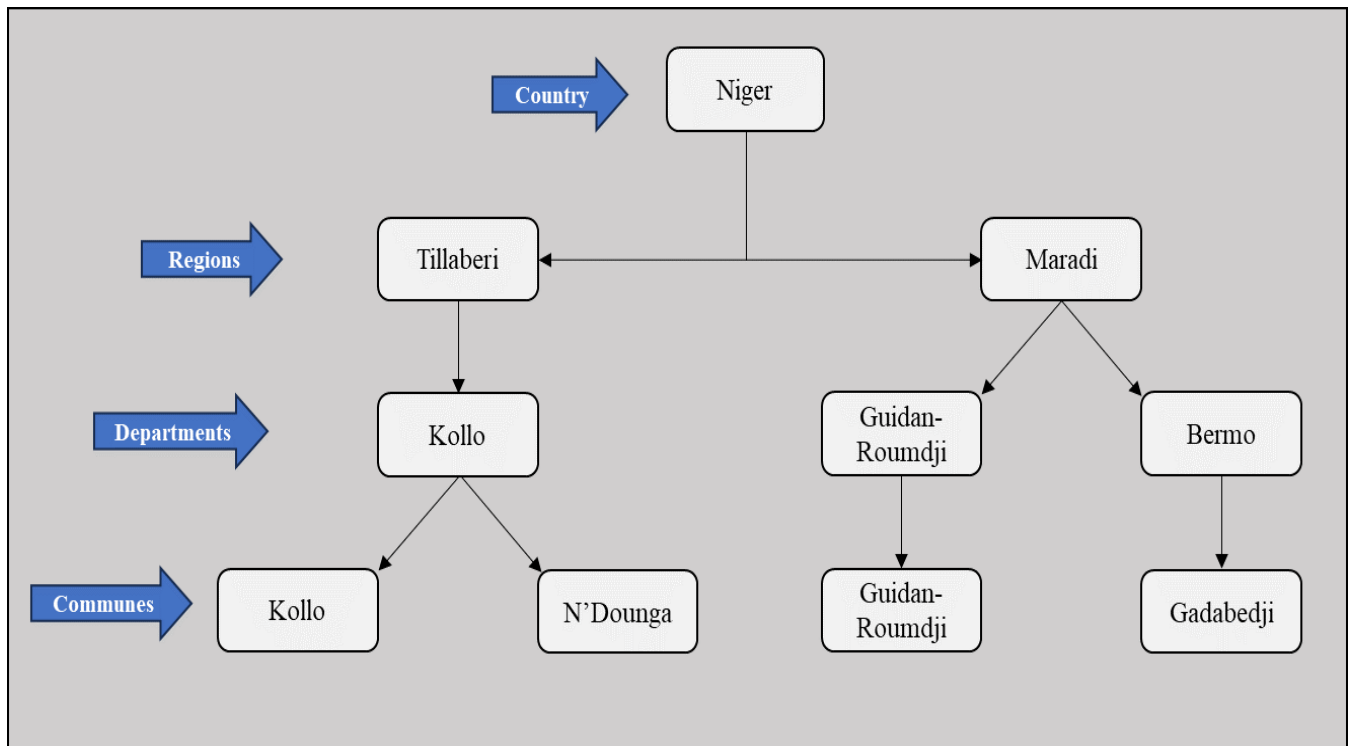 Country
Niger
Regions
Tillaberi
Maradi
Departments
Kollo
Guidan-
Roumdji
Bermo
Communes
Kollo
N’Dounga
Guidan-
Roumdji
Gadabedji